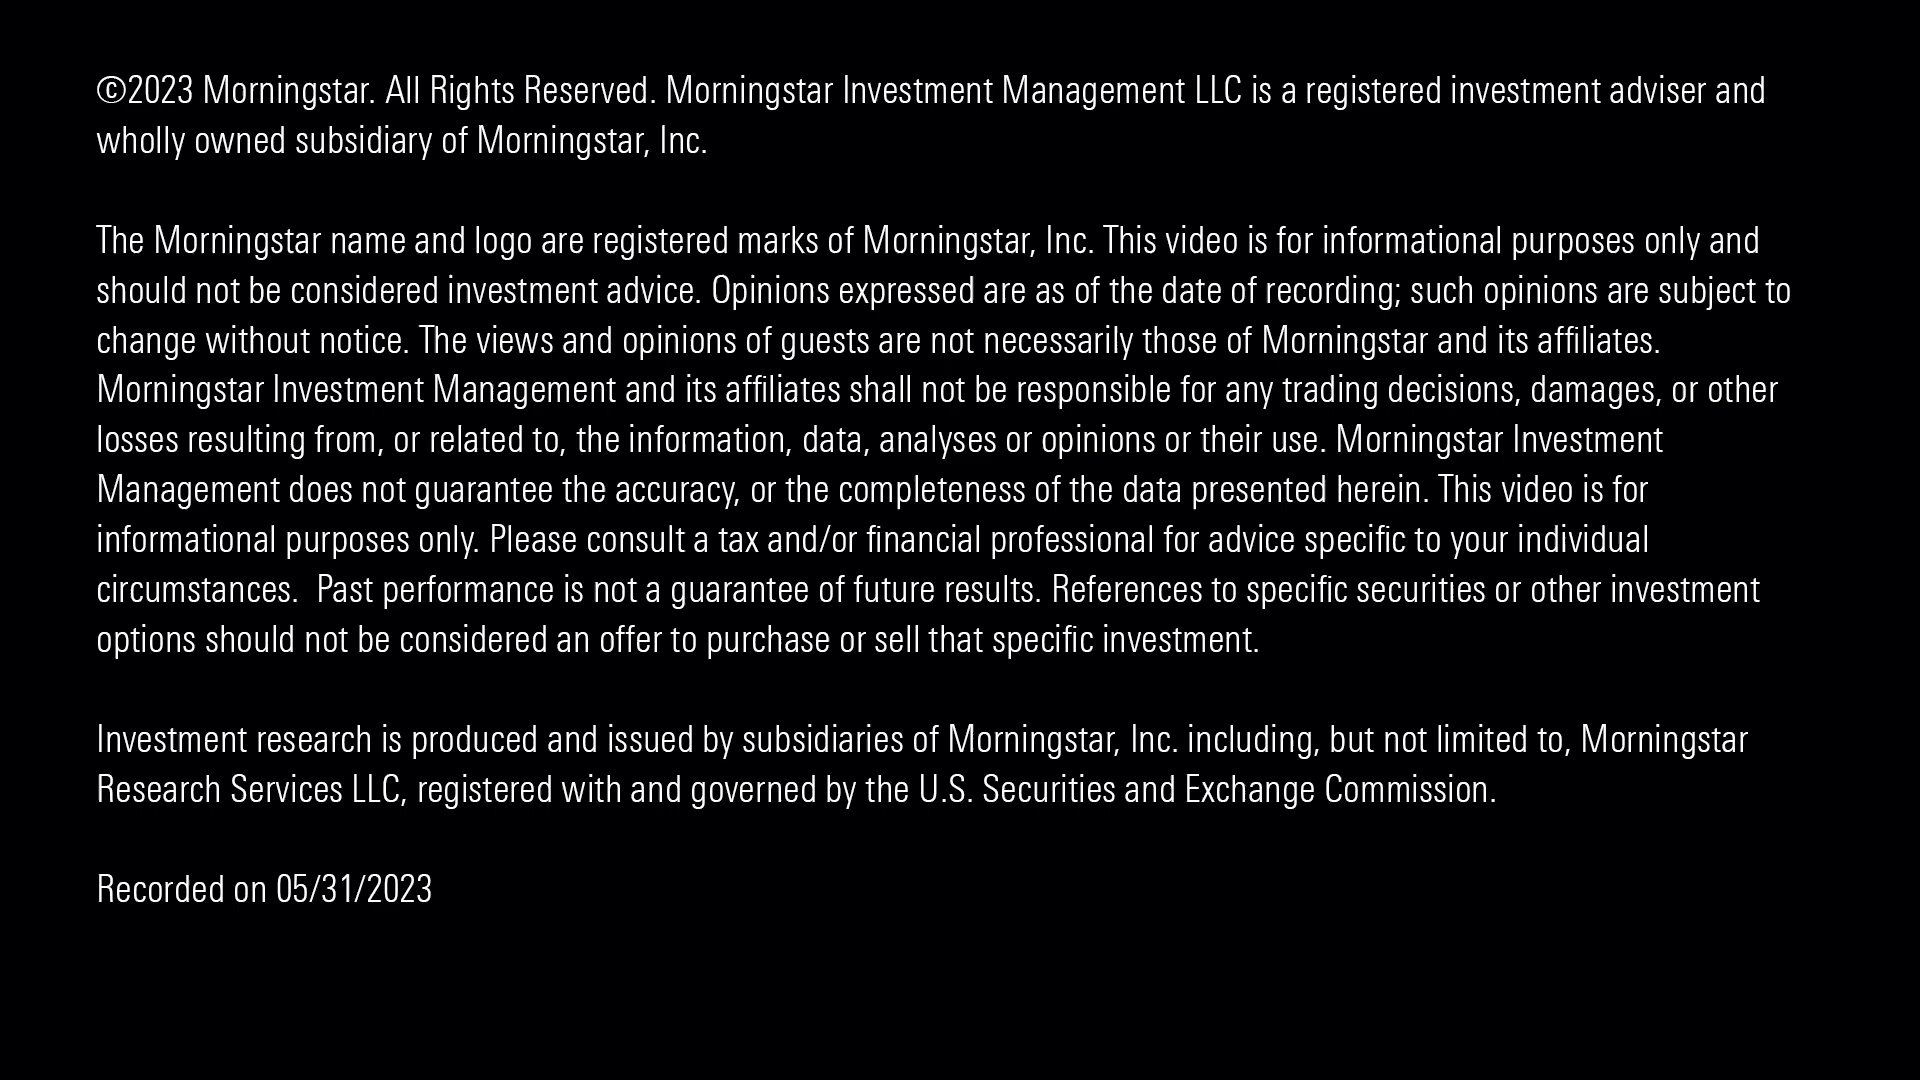 ©2023 Morningstar. All Rights Reserved. Morningstar Investment Management LLC is a registered investment adviser and
wholly owned subsidiary of Morningstar, Inc.
The Morningstar name and logo are registered marks of Morningstar, Inc. This video is for informational purposes only and
should not be considered investment advice. Opinions expressed are as of the date of recording; such opinions are subject to
change without notice. The views and opinions of guests are not necessarily those of Morningstar and its affiliates.
Morningstar Investment Management and its affiliates shall not be responsible for any trading decisions, damages, or other
losses resulting from, or related to, the information, data, analyses or opinions or their use. Morningstar Investment
Management does not guarantee the accuracy, or the completeness of the data presented herein. This video is for
informational purposes only. Please consult a tax and/or financial professional for advice specific to your individual
circumstances.  Past performance is not a guarantee of future results. References to specific securities or other investment
options should not be considered an offer to purchase or sell that specific investment.
Investment research is produced and issued by subsidiaries of Morningstar, Inc. including, but not limited to, Morningstar
Research Services LLC, registered with and governed by the U.S. Securities and Exchange Commission.
Recorded on 05/31/2023